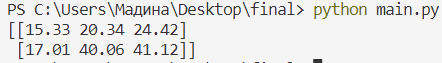 PS C:\Users\Мадина\Desktop\final> python main.py
[[15.33 20.34 24.42]
 [17.01 40.06 41.12]]